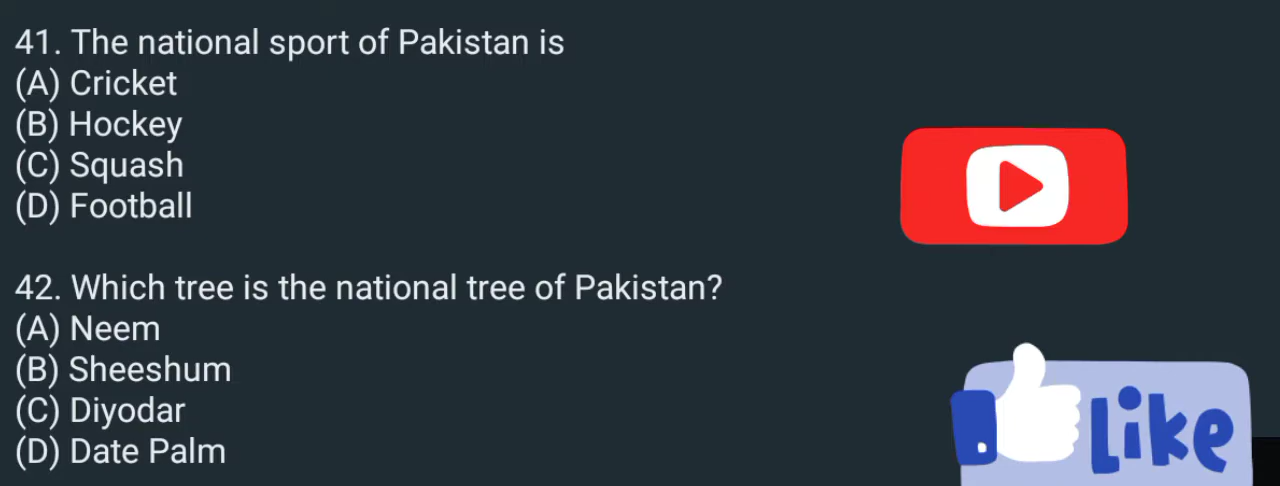 41. The national sport of Pakistan is
(A) Cricket
(B) Hockey
(C) Squash
(D) Football
42. Which tree is the national tree of Pakistan?
(A) Neem
(B) Sheeshum
(C) Diyodar
(D) Date Palm
Like